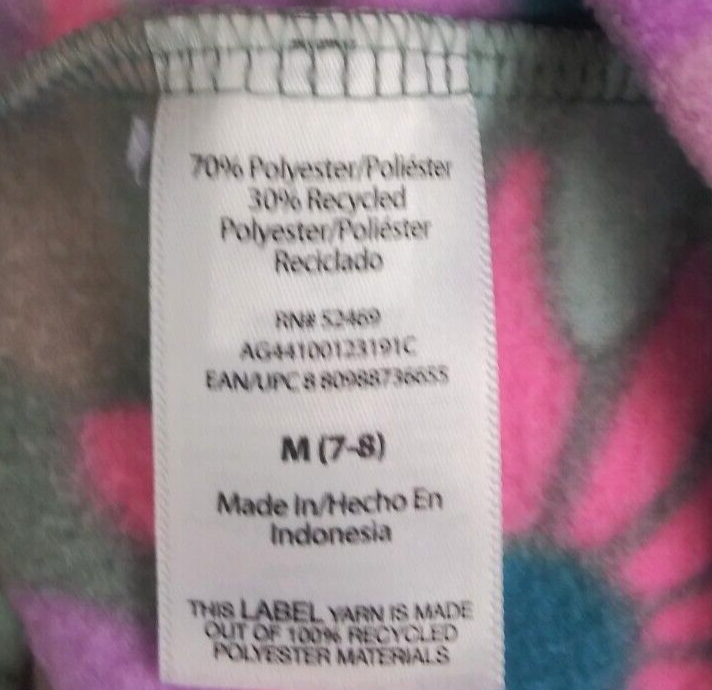 70% Polyester/Poliéster
30% Recycled
Polyester/Poliéster
Reciclado
RN# 52469
AG44100123191C
EAN/UPC 8 80988736655
M (7-8)
Made In/Hecho En
Indonesia
THIS LABEL YARN IS MADE
OUT OF 100% RECYCLED
POLYESTER MATERIALS